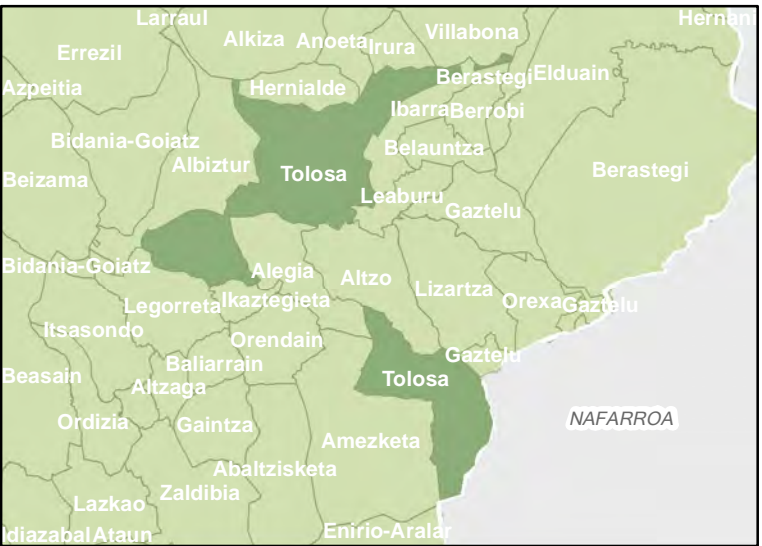 Larraul
Hernani
Alkiza
Anoeta
Irura
Villabona
Errezil
Azpeitia
Hernialde
Berastegi
Elduain
Ibarra
Berrobi
Bidania-Goiatz
Albiztur
Belauntza
Beizama
Tolosa
Berastegi
Leaburu
Gaztelu
Bidania-Goiatz
Alegia
Altzo
Lizartza
Orexa
Gaztelu
Legorreta
Ikaztegieta
Itsasondo
Orendain
Gaztelu
Baliarrain
Beasain
Altzaga
Tolosa
Ordizia
Gaintza
NAFARROA
Amezketa
Abaltzisketa
Zaldibia
Lazkao
Idiazabal
Ataun
Enirio-Aralar